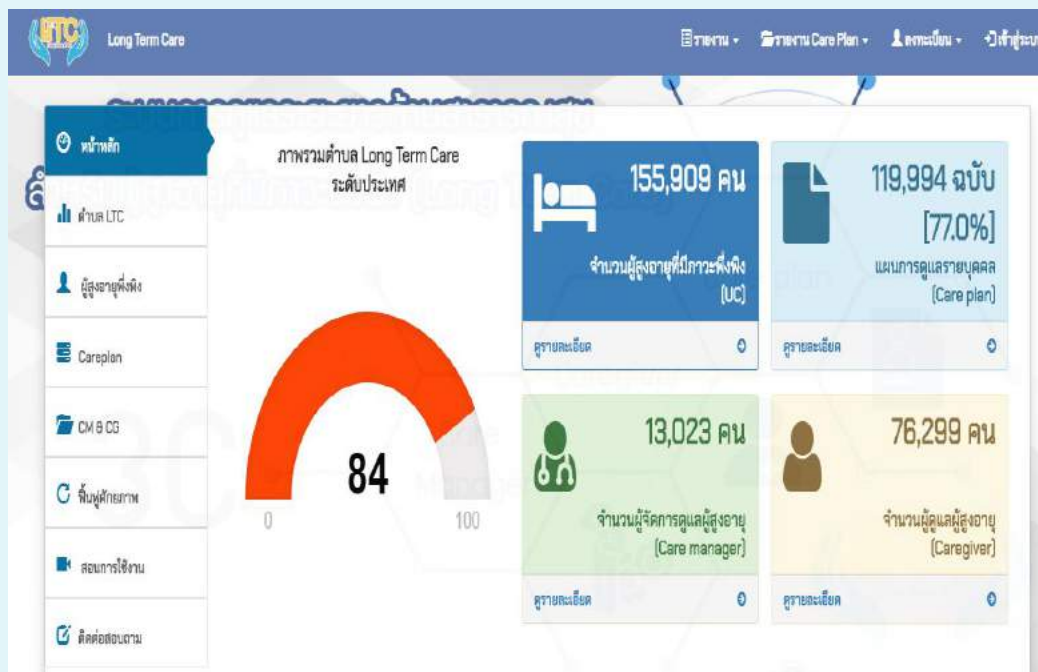 LTC
Long Term Care
รายงาน
รายงาน Care Plan
ลงทะเบียน
เข้าสู่ระบบ
หน้าหลัก
ตำบล LTC
ผู้สูงอายุพึ่งพิง
Careplan
CM & CG
ฟื้นฟูศักยภาพ
สอนการใช้งาน
ติดต่อสอบถาม
ภาพรวมตำบล Long Term Care
ระดับประเทศ
84
0
100
155,909 คน
จำนวนผู้สูงอายุที่มีภาวะพึ่งพิง
(UC)
ดูรายละเอียด
119,994 ฉบับ
[77.0%]
แผนการดูแลรายบุคคล
(Care plan)
ดูรายละเอียด
13,023 คน
จำนวนผู้จัดการดูแลผู้สูงอายุ
(Care manager)
ดูรายละเอียด
76,299 คน
จำนวนผู้ดูแลผู้สูงอายุ
(Caregiver)
ดูรายละเอียด